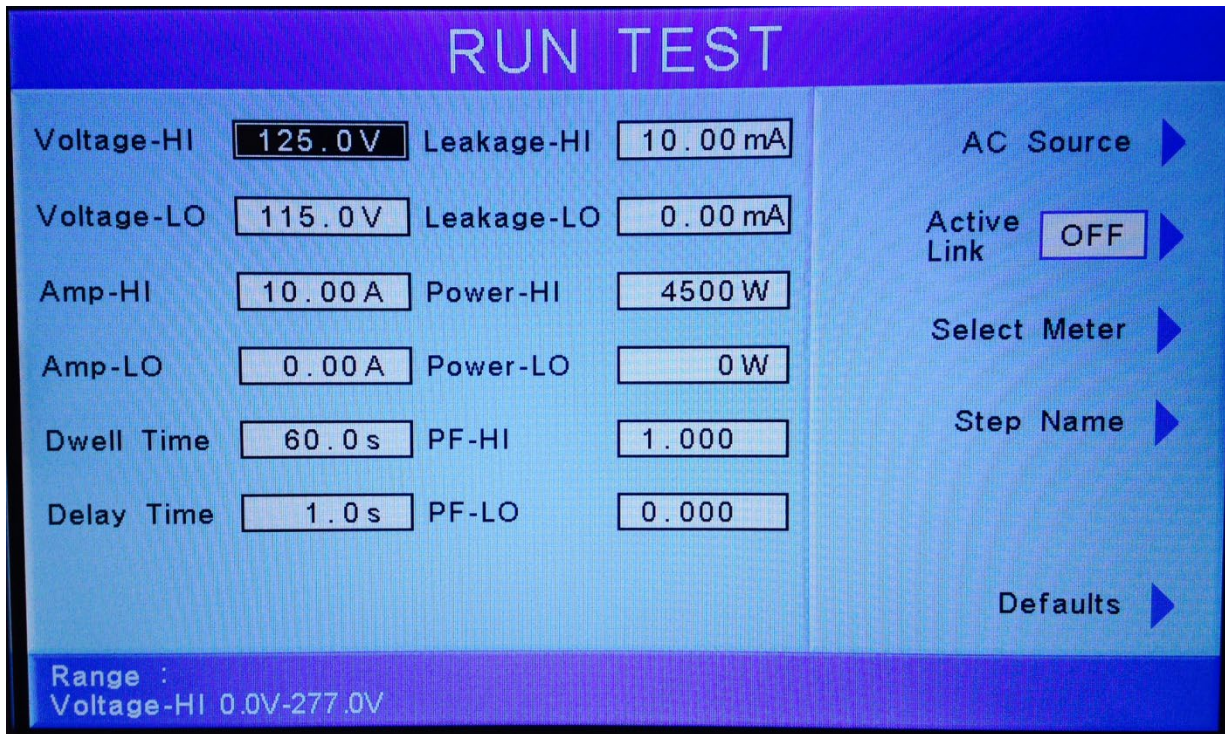 RUN TEST
Voltage-HI 125.0V Leakage-HI 10.00mA
Voltage-LO 115.0V Leakage-LO 0.00mA
Amp-HI 10.00A Power-HI 4500W
Amp-LO 0.00A Power-LO 0W
Dwell Time 60.0s PF-HI 1.000
Delay Time 1.0s PF-LO 0.000
AC Source
Active
Link OFF
Select Meter
Step Name
Defaults
Range :
Voltage-HI 0.0V-277.0V